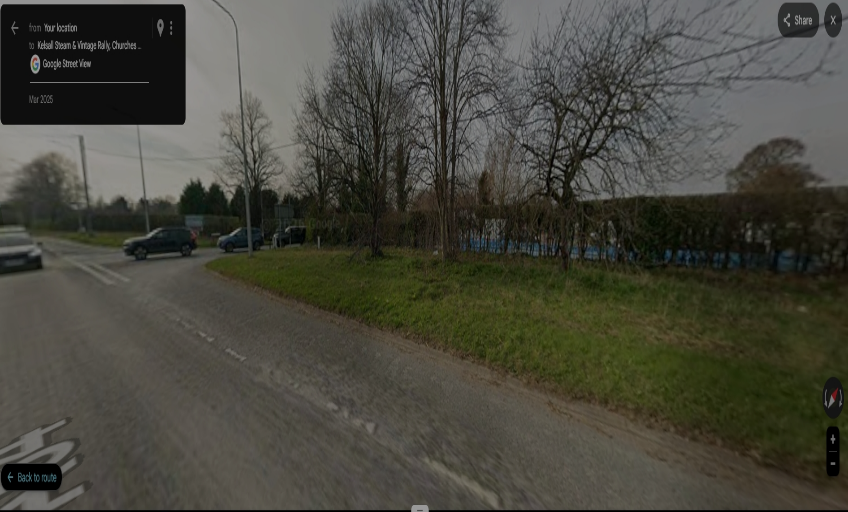 from Your location
to Kelsall Steam & Vintage Rally, Churches ...
Google Street View
Mar 2025
Share
Back to route